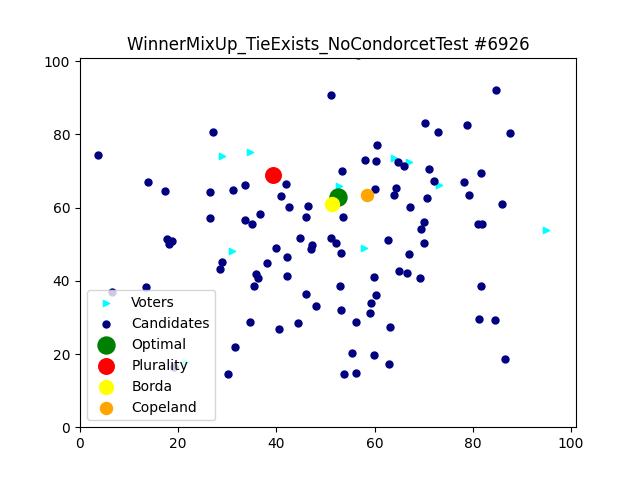 WinnerMixUp_TieExists_NoCondorcetTest #6926
100
80
60
40
20
0
Voters
Candidates
Optimal
Plurality
Borda
Copeland
0 20 40 60 80 100